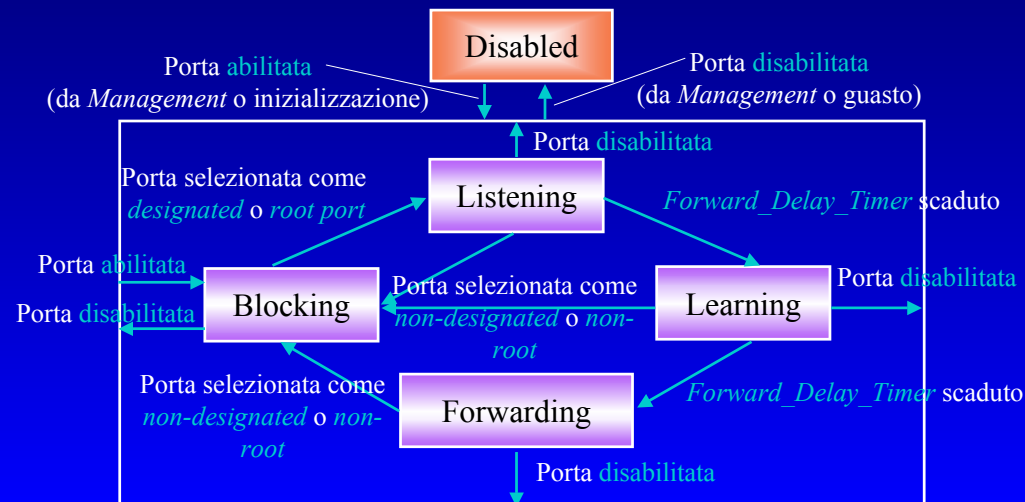 Disabled
Porta abilitata
(da Management o inizializzazione)
Porta disabilitata
(da Management o guasto)
Porta disabilitata
Porta selezionata come
designated o root port
Listening
Forward_Delay_Timer scaduto
Porta abilitata
Porta disabilitata
Blocking
Porta selezionata come
non-designated o non-
root
Learning
Porta disabilitata
Porta selezionata come
non-designated o non-
root
Forwarding
Forward_Delay_Timer scaduto
Porta disabilitata